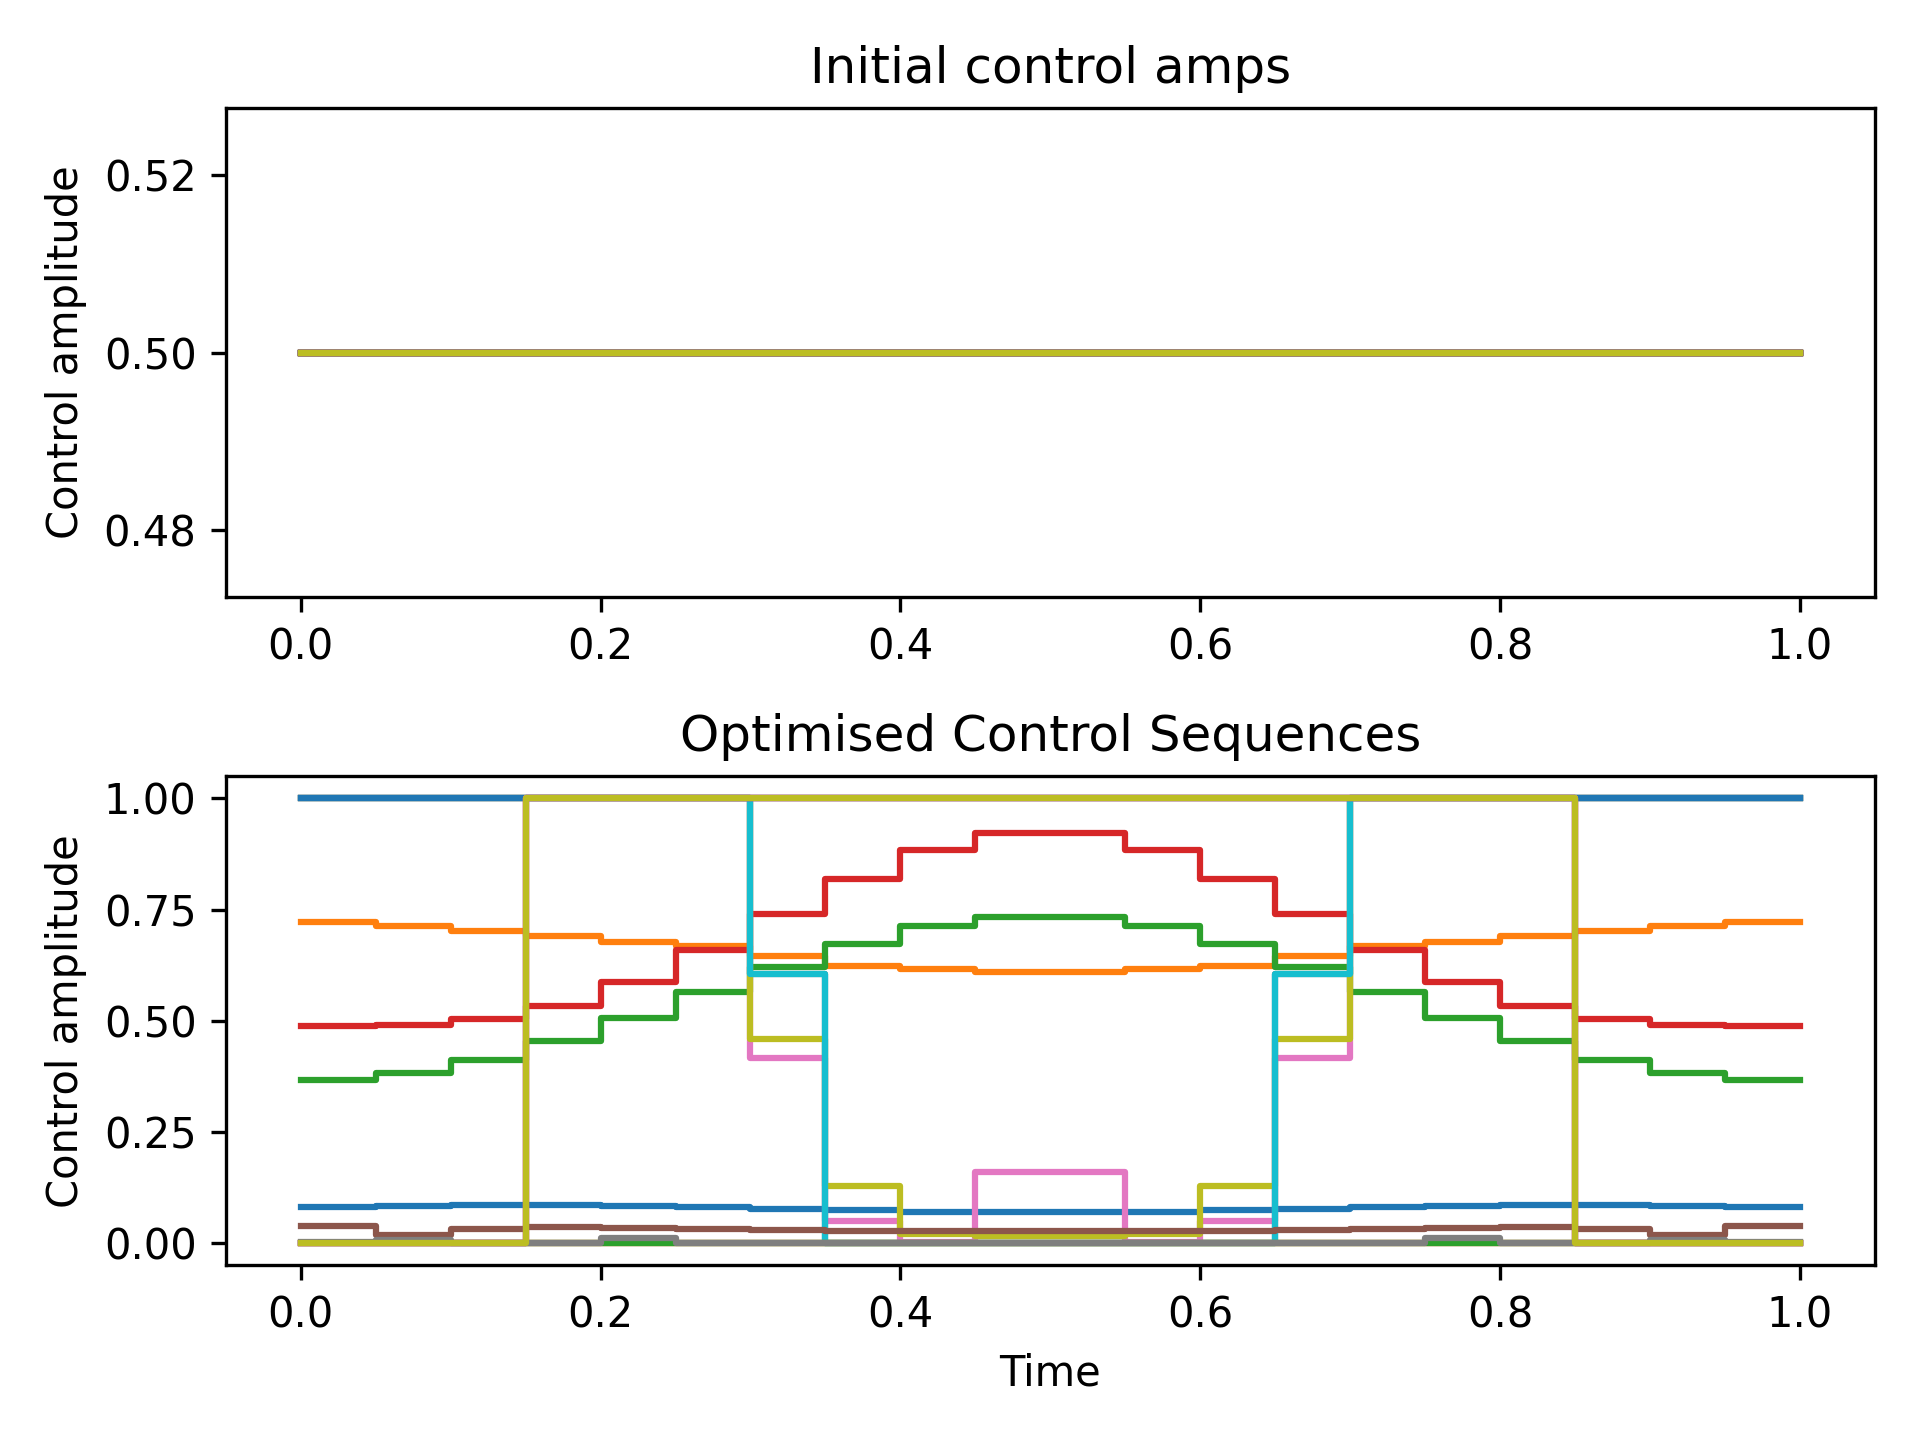 Initial control amps
Control amplitude
0.52
0.50
0.48
0.0 0.2 0.4 0.6 0.8 1.0
Optimised Control Sequences
Control amplitude
1.00
0.75
0.50
0.25
0.00
0.0 0.2 0.4 0.6 0.8 1.0
Time